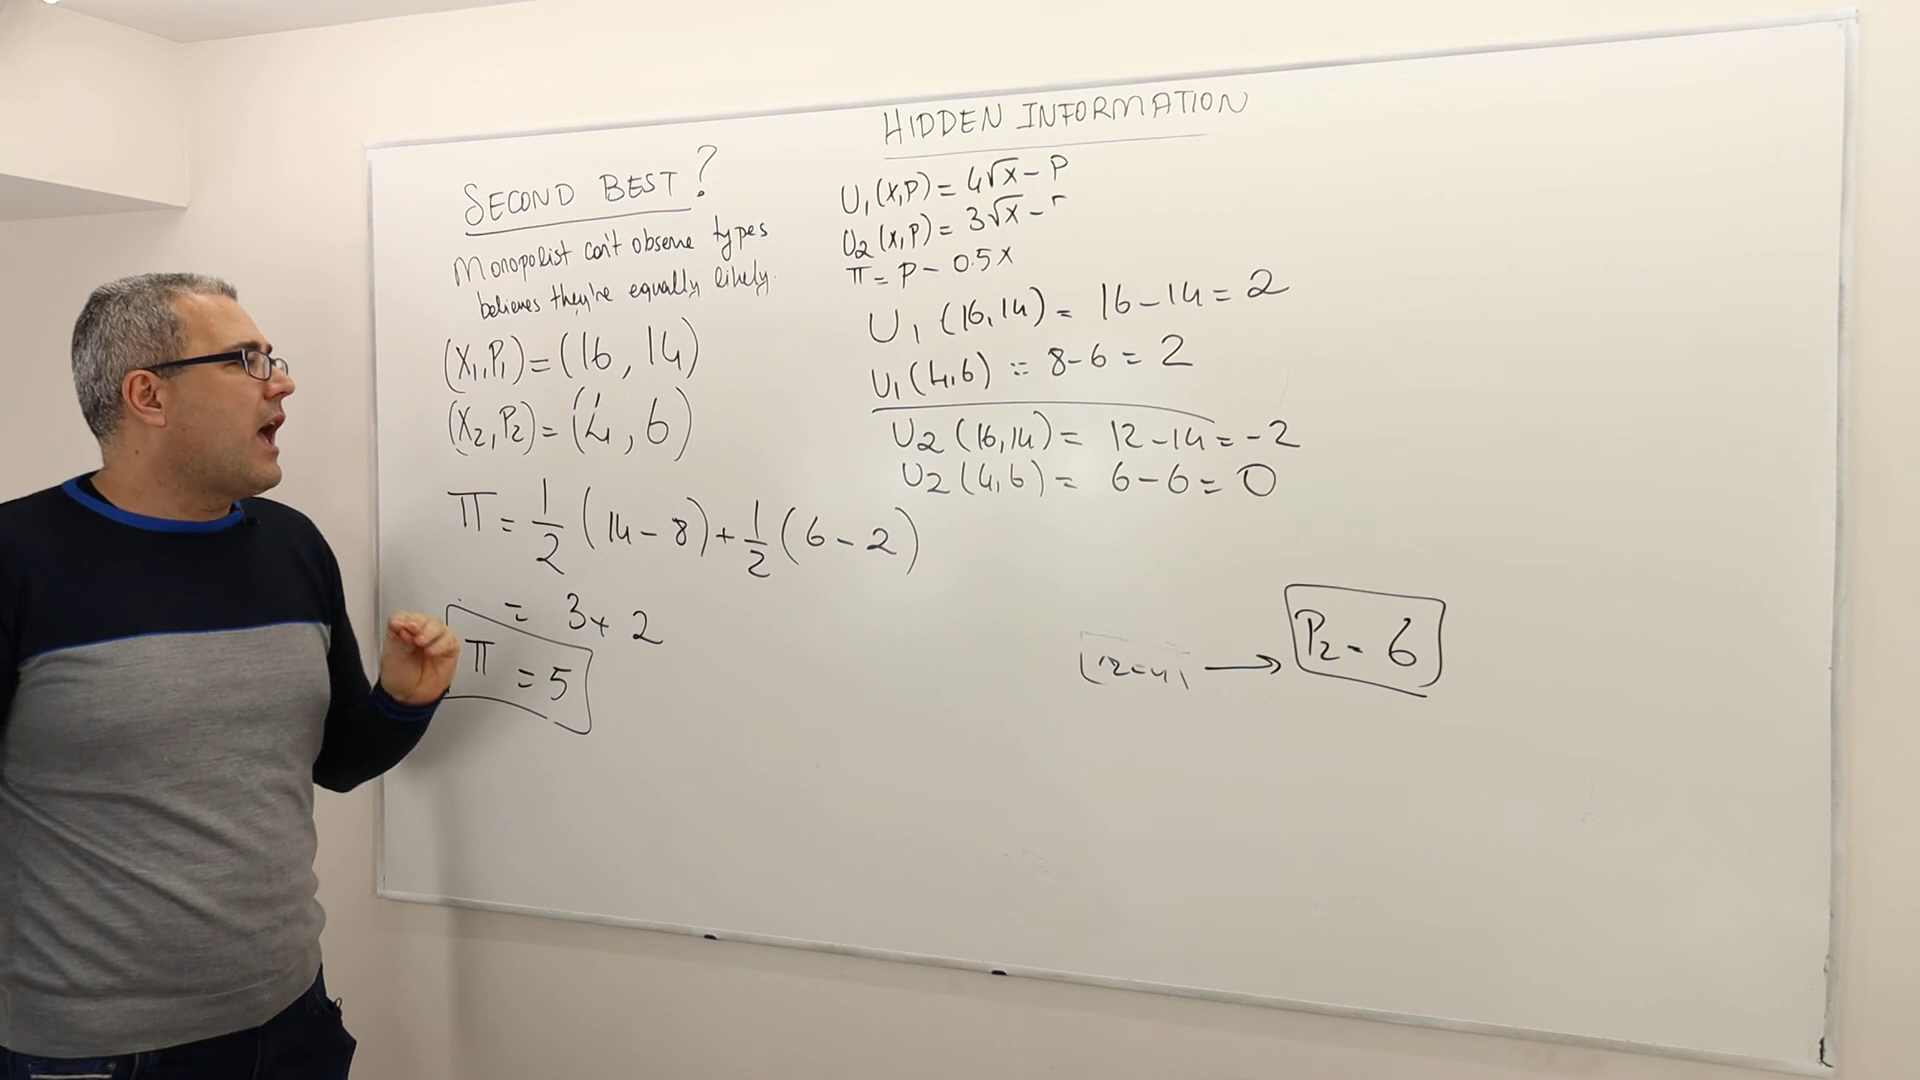 HIDDEN INFORMATION
SECOND BEST?
Monopolist can't observe types
believes they're equally likely.
(X₁,P₁) = (16, 14)
(X₂,P₂) = (4, 6)
π = 1/2 (14 - 8) + 1/2 (6 - 2)
= 3 + 2
π = 5
U₁(x,p) = 4√x - P
U₂(x,p) = 3√x -
π = P - 0.5x
U₁(16,14) = 16 - 14 = 2
U₁(4,6) = 8 - 6 = 2
U₂(16,14) = 12 - 14 = -2
U₂(4,6) = 6 - 6 = 0
→ P₂ = 6